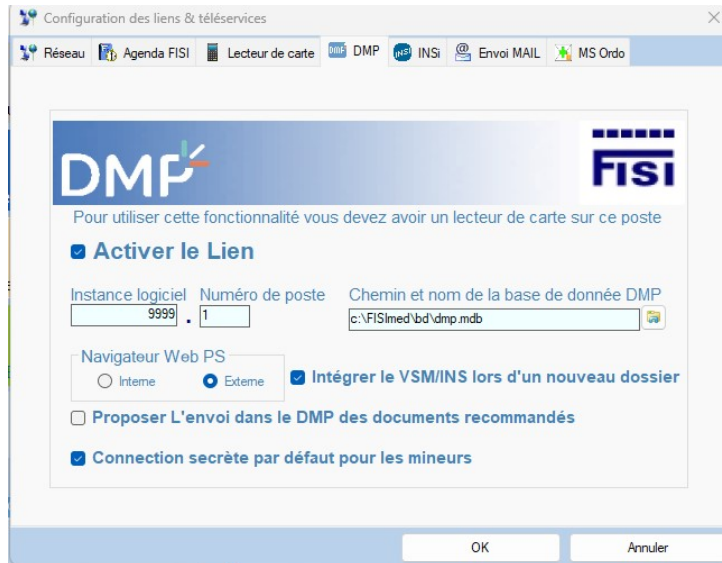 Configuration des liens & téléservices
Réseau Agenda FISI Lecteur de carte DMP INSi Envoi MAIL MS Ordo
DMP FISI
Pour utiliser cette fonctionnalité vous devez avoir un lecteur de carte sur ce poste
Activer le Lien
Instance logiciel Numéro de poste Chemin et nom de la base de donnée DMP
9999 . 1 c:\FISImed\bd\dmp.mdb
Navigateur Web PS
Interne Externe Intégrer le VSM/INS lors d'un nouveau dossier
Proposer L'envoi dans le DMP des documents recommandés
Connection secrète par défaut pour les mineurs
OK Annuler